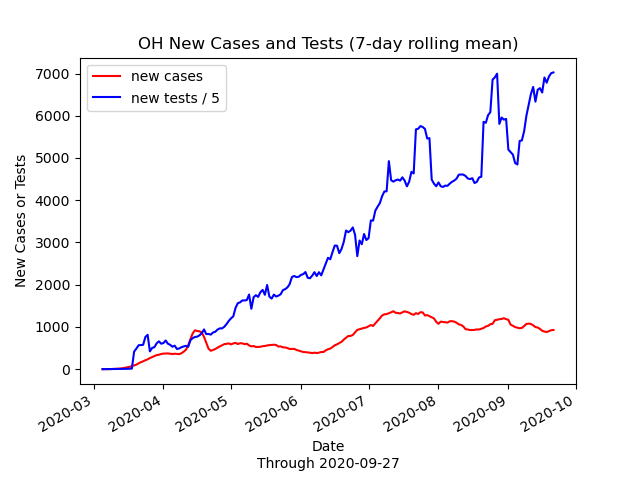 OH New Cases and Tests (7-day rolling mean)
new cases
new tests / 5
New Cases or Tests
7000
6000
5000
4000
3000
2000
1000
0
2020-03
2020-04
2020-05
2020-06
2020-07
2020-08
2020-09
2020-10
Date
Through 2020-09-27